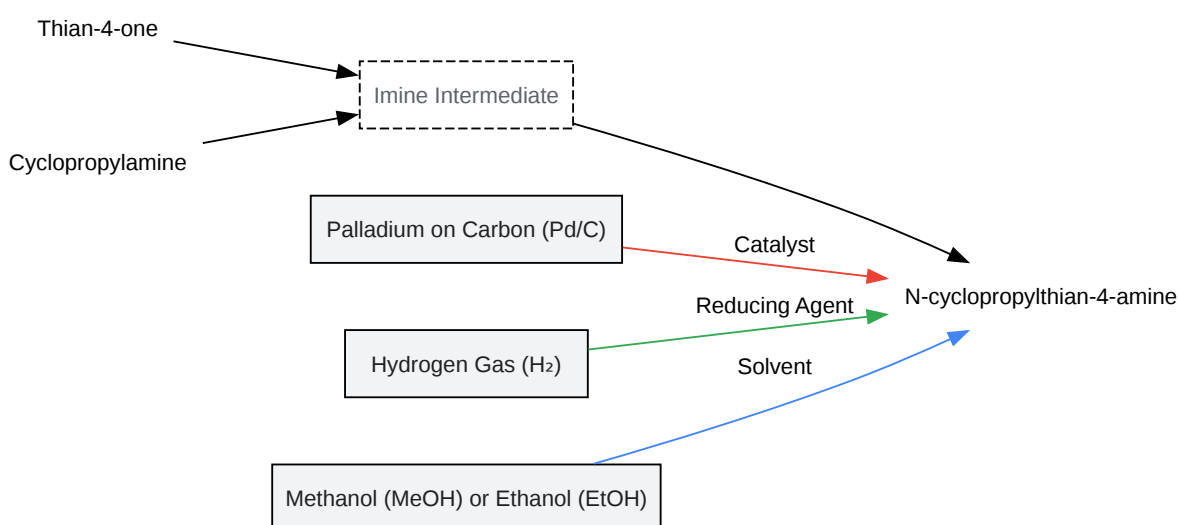 Thian-4-one
Imine Intermediate
Cyclopropylamine
Palladium on Carbon (Pd/C)
Catalyst
N-cyclopropylthian-4-amine
Reducing Agent
Hydrogen Gas (H₂)
Solvent
Methanol (MeOH) or Ethanol (EtOH)